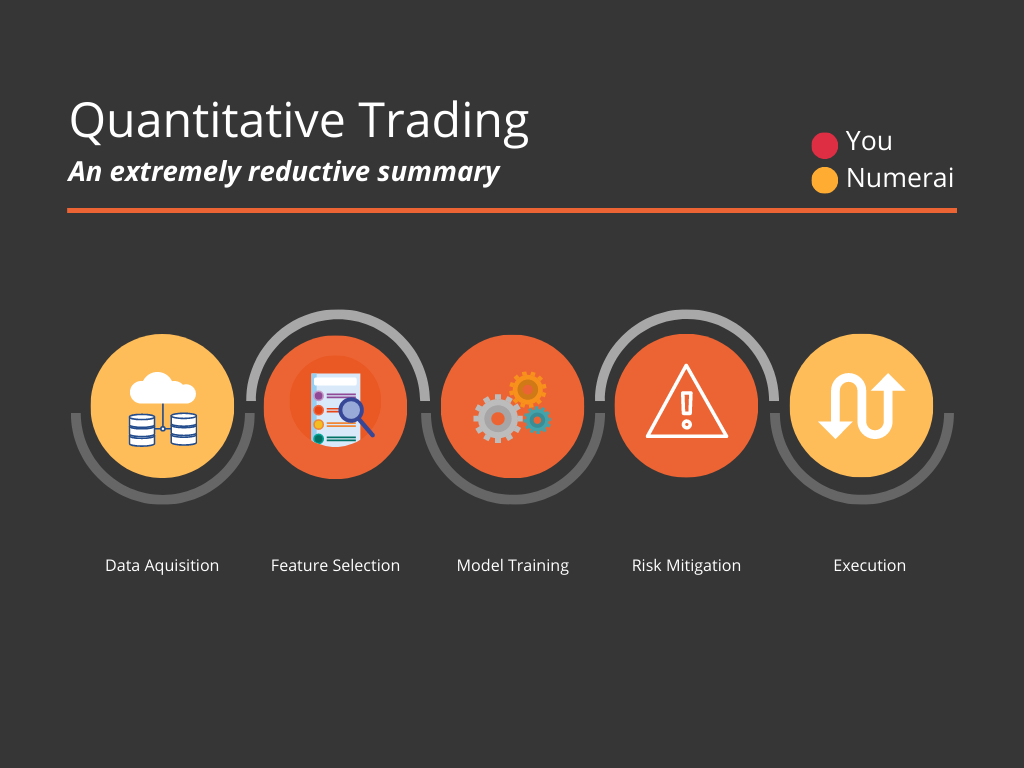 Quantitative Trading
An extremely reductive summary
You
Numerai
Data Aquisition
Feature Selection
Model Training
Risk Mitigation
Execution